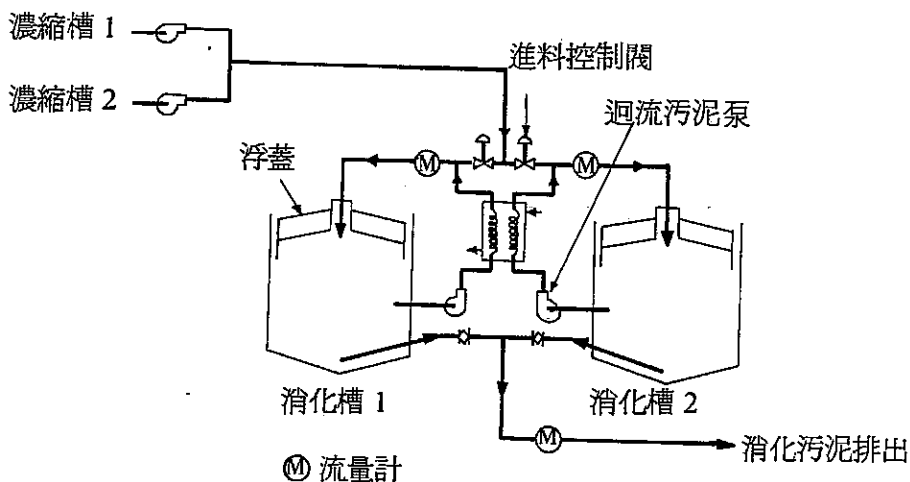 濃縮槽 1
進料控制閥
濃縮槽 2
迴流污泥泵
浮蓋
M
M
消化槽 1
消化槽 2
M
消化污泥排出
M 流量計